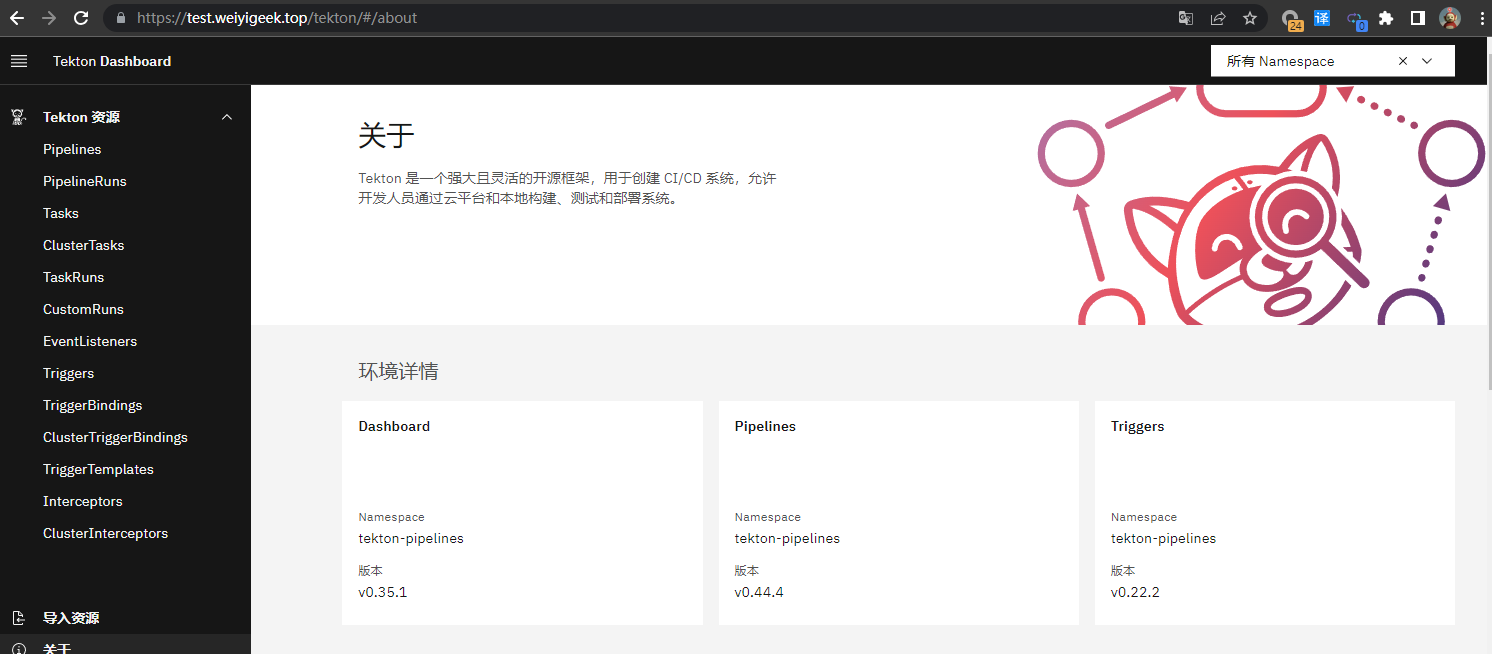 https://test.weiyigeek.top/tekton/#/about
24
译
0
Tekton Dashboard
所有 Namespace
Tekton 资源
Pipelines
PipelineRuns
Tasks
ClusterTasks
TaskRuns
CustomRuns
EventListeners
Triggers
TriggerBindings
ClusterTriggerBindings
TriggerTemplates
Interceptors
ClusterInterceptors
导入资源
关于
关于
Tekton 是一个强大且灵活的开源框架，用于创建 CI/CD 系统，允许
开发人员通过云平台和本地构建、测试和部署系统。
环境详情
Dashboard
Namespace
tekton-pipelines
版本
v0.35.1
Pipelines
Namespace
tekton-pipelines
版本
v0.44.4
Triggers
Namespace
tekton-pipelines
版本
v0.22.2